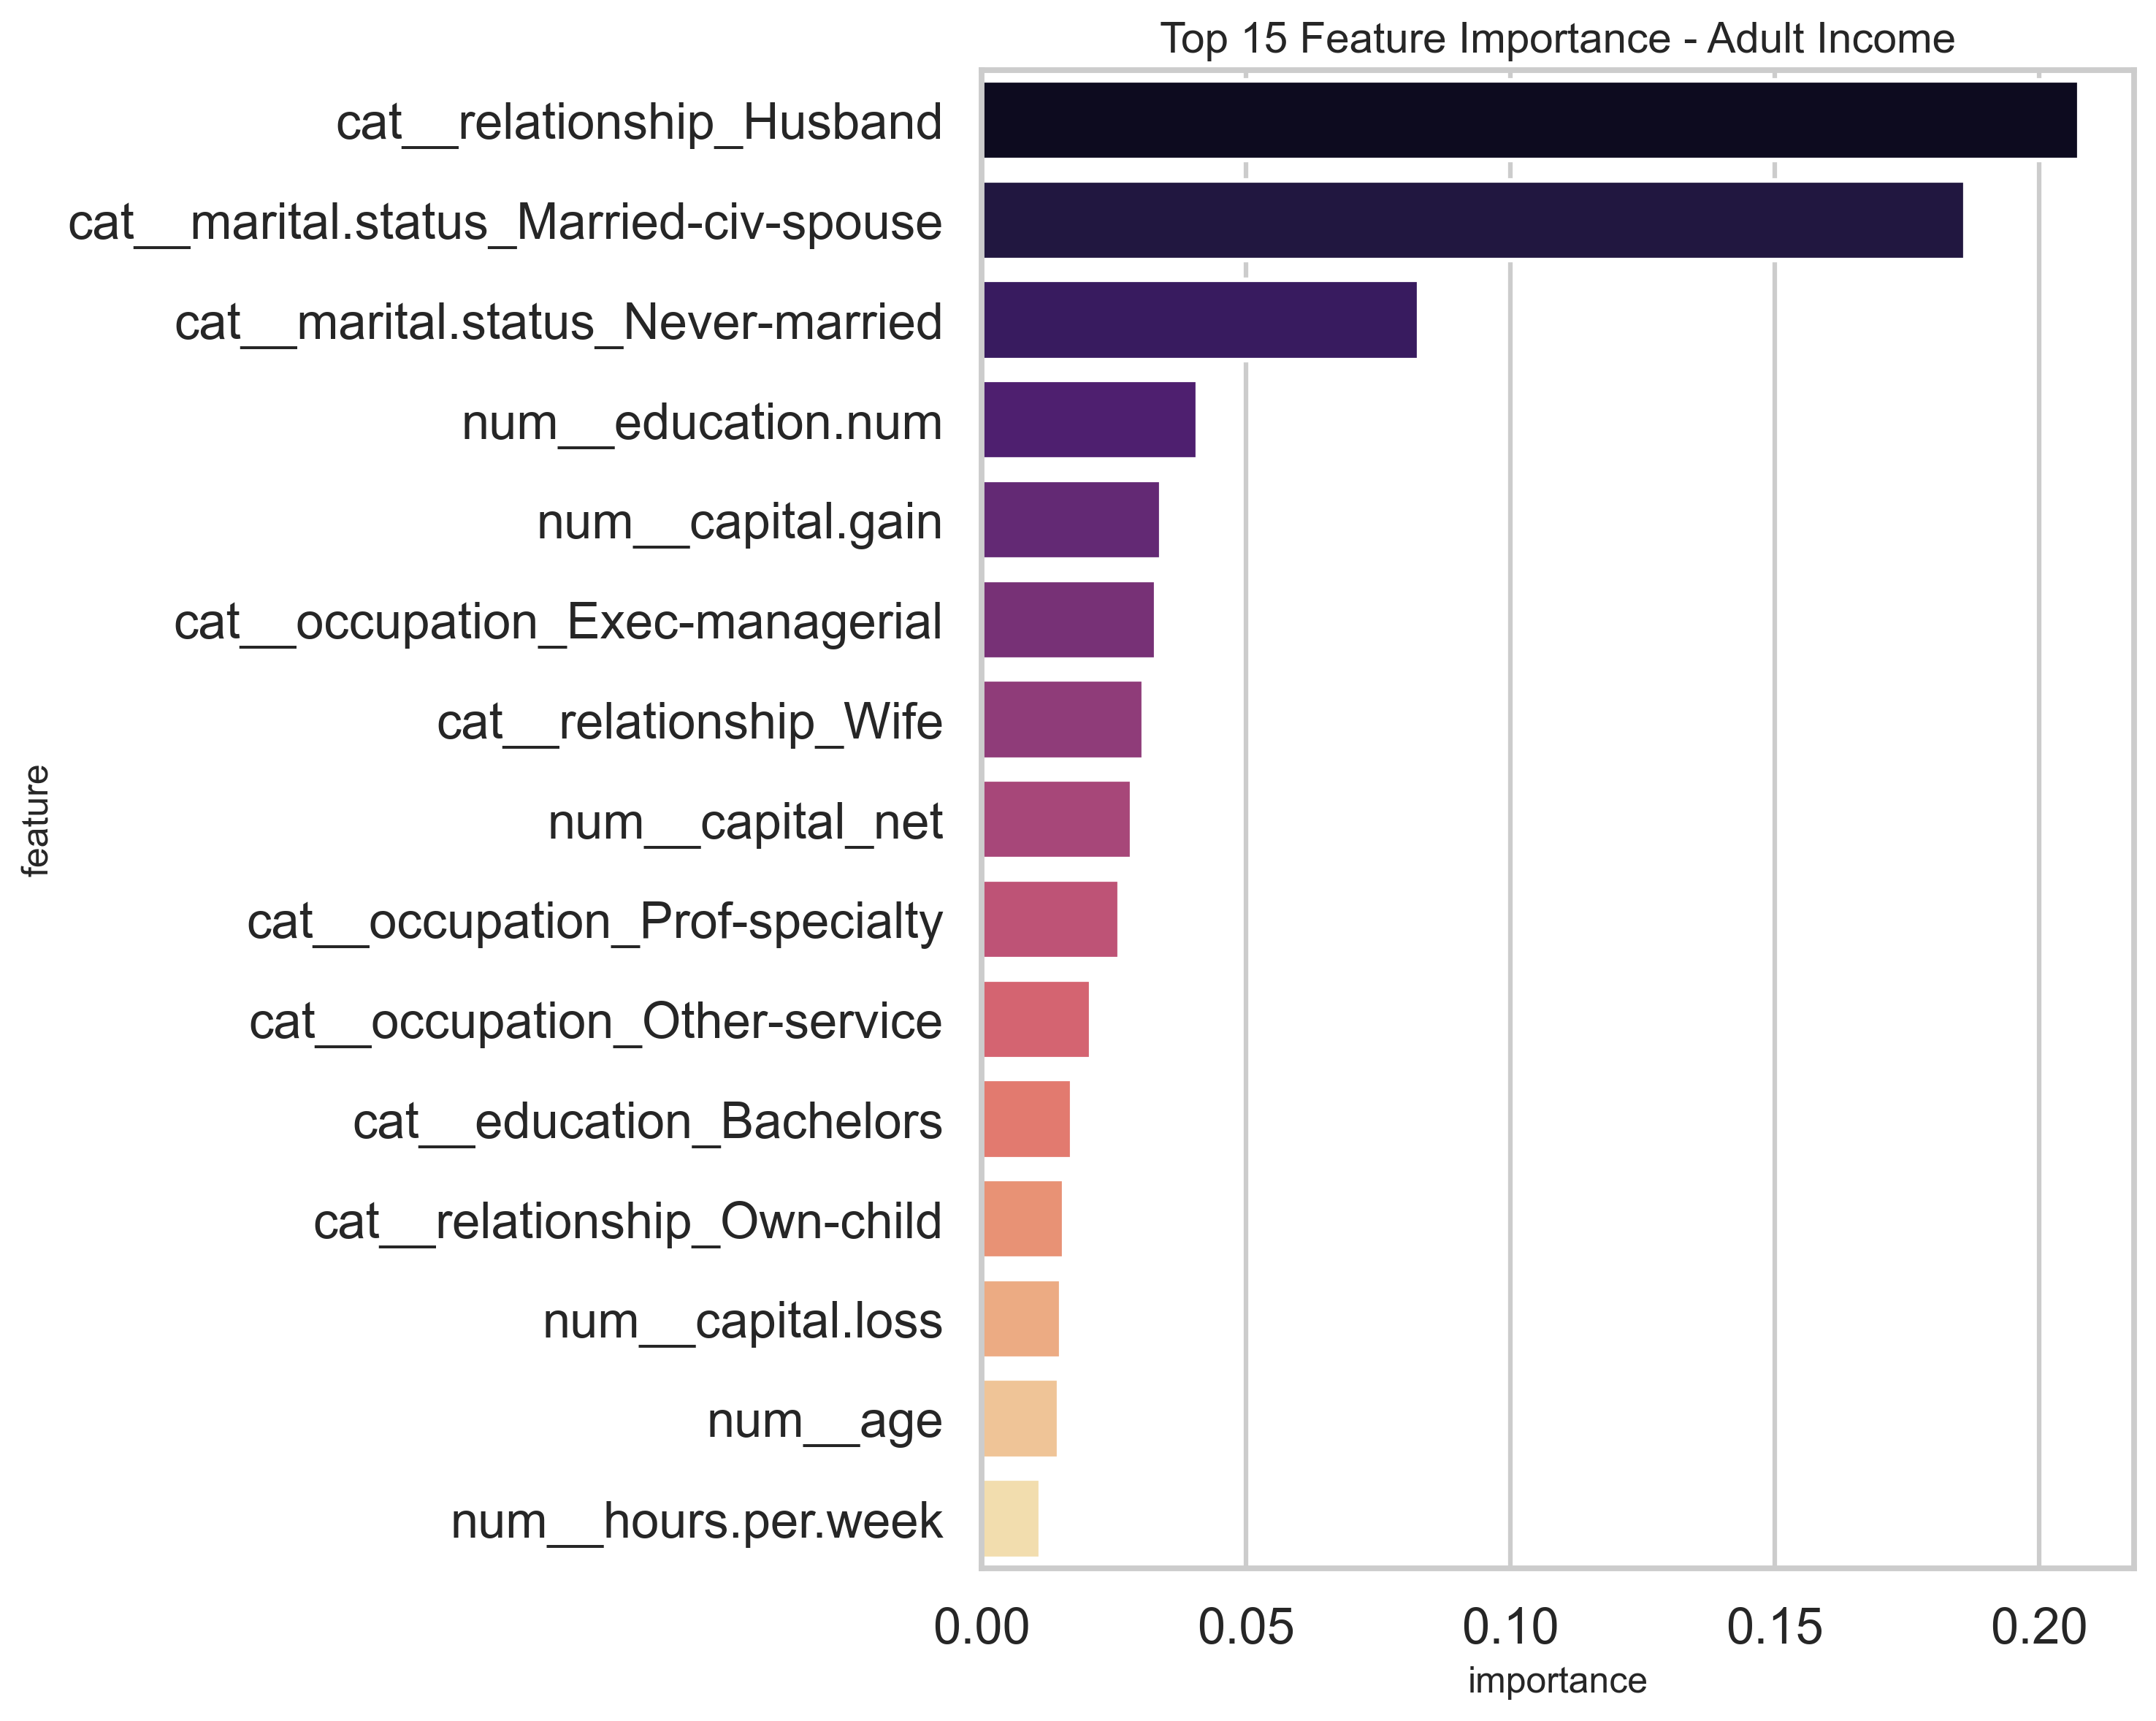 Top 15 Feature Importance - Adult Income
cat__relationship_Husband
cat__marital.status_Married-civ-spouse
cat__marital.status_Never-married
num__education.num
num__capital.gain
cat__occupation_Exec-managerial
cat__relationship_Wife
num__capital_net
cat__occupation_Prof-specialty
cat__occupation_Other-service
cat__education_Bachelors
cat__relationship_Own-child
num__capital.loss
num__age
num__hours.per.week
feature
0.00 0.05 0.10 0.15 0.20
importance